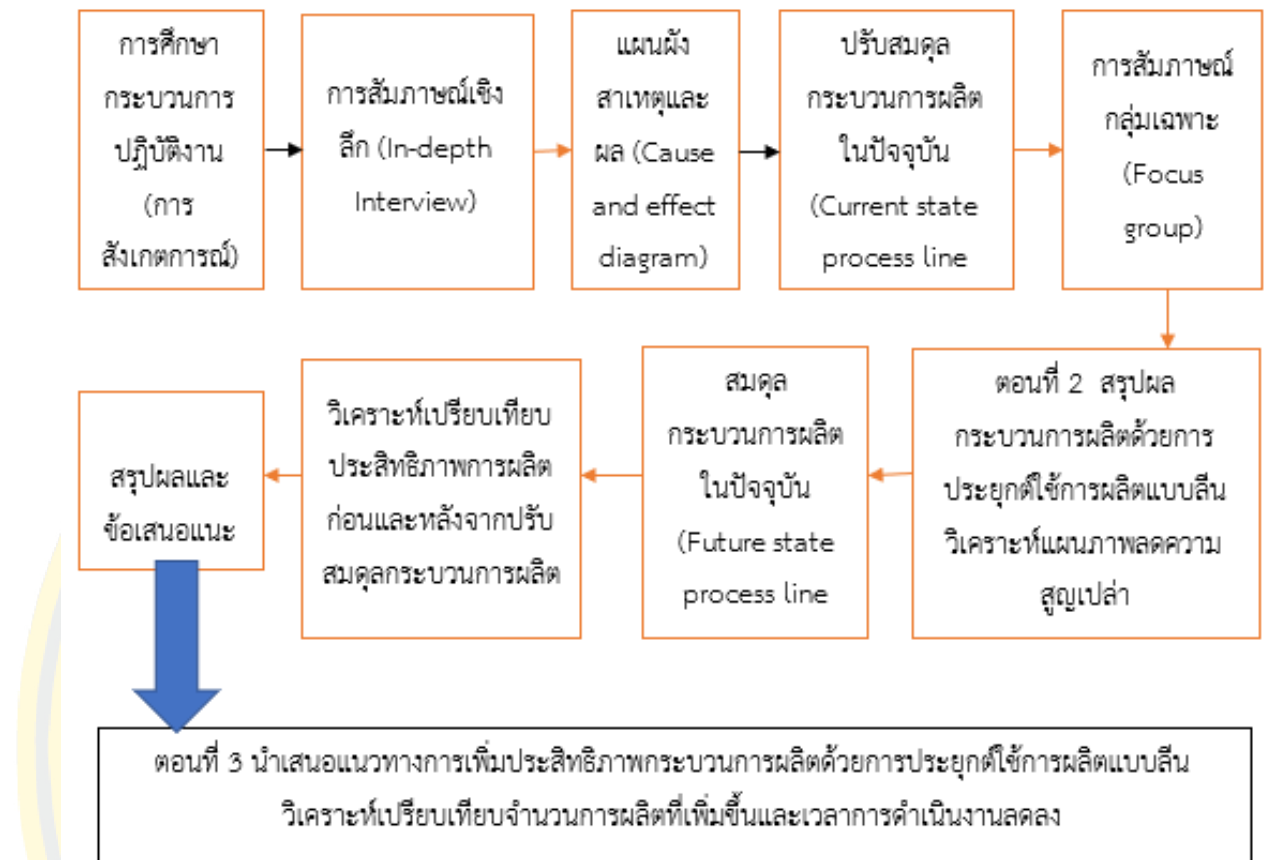 การศึกษา
กระบวนการ
ปฏิบัติงาน
(การ
สังเกตการณ์)
การสัมภาษณ์เชิง
ลึก (In-depth
Interview)
แผนผัง
สาเหตุและ
ผล (Cause
and effect
diagram)
ปรับสมดุล
กระบวนการผลิต
ในปัจจุบัน
(Current state
process line
การสัมภาษณ์
กลุ่มเฉพาะ
(Focus
group)
ตอนที่ 2 สรุปผล
กระบวนการผลิตด้วยการ
ประยุกต์ใช้การผลิตแบบลีน
วิเคราะห์แผนภาพลดความ
สูญเปล่า
สมดุล
กระบวนการผลิต
ในปัจจุบัน
(Future state
process line
วิเคราะห์เปรียบเทียบ
ประสิทธิภาพการผลิต
ก่อนและหลังจากปรับ
สมดุลกระบวนการผลิต
สรุปผลและ
ข้อเสนอแนะ
ตอนที่ 3 นำเสนอแนวทางการเพิ่มประสิทธิภาพกระบวนการผลิตด้วยการประยุกต์ใช้การผลิตแบบลีน
วิเคราะห์เปรียบเทียบจำนวนการผลิตที่เพิ่มขึ้นและเวลาการดำเนินงานลดลง